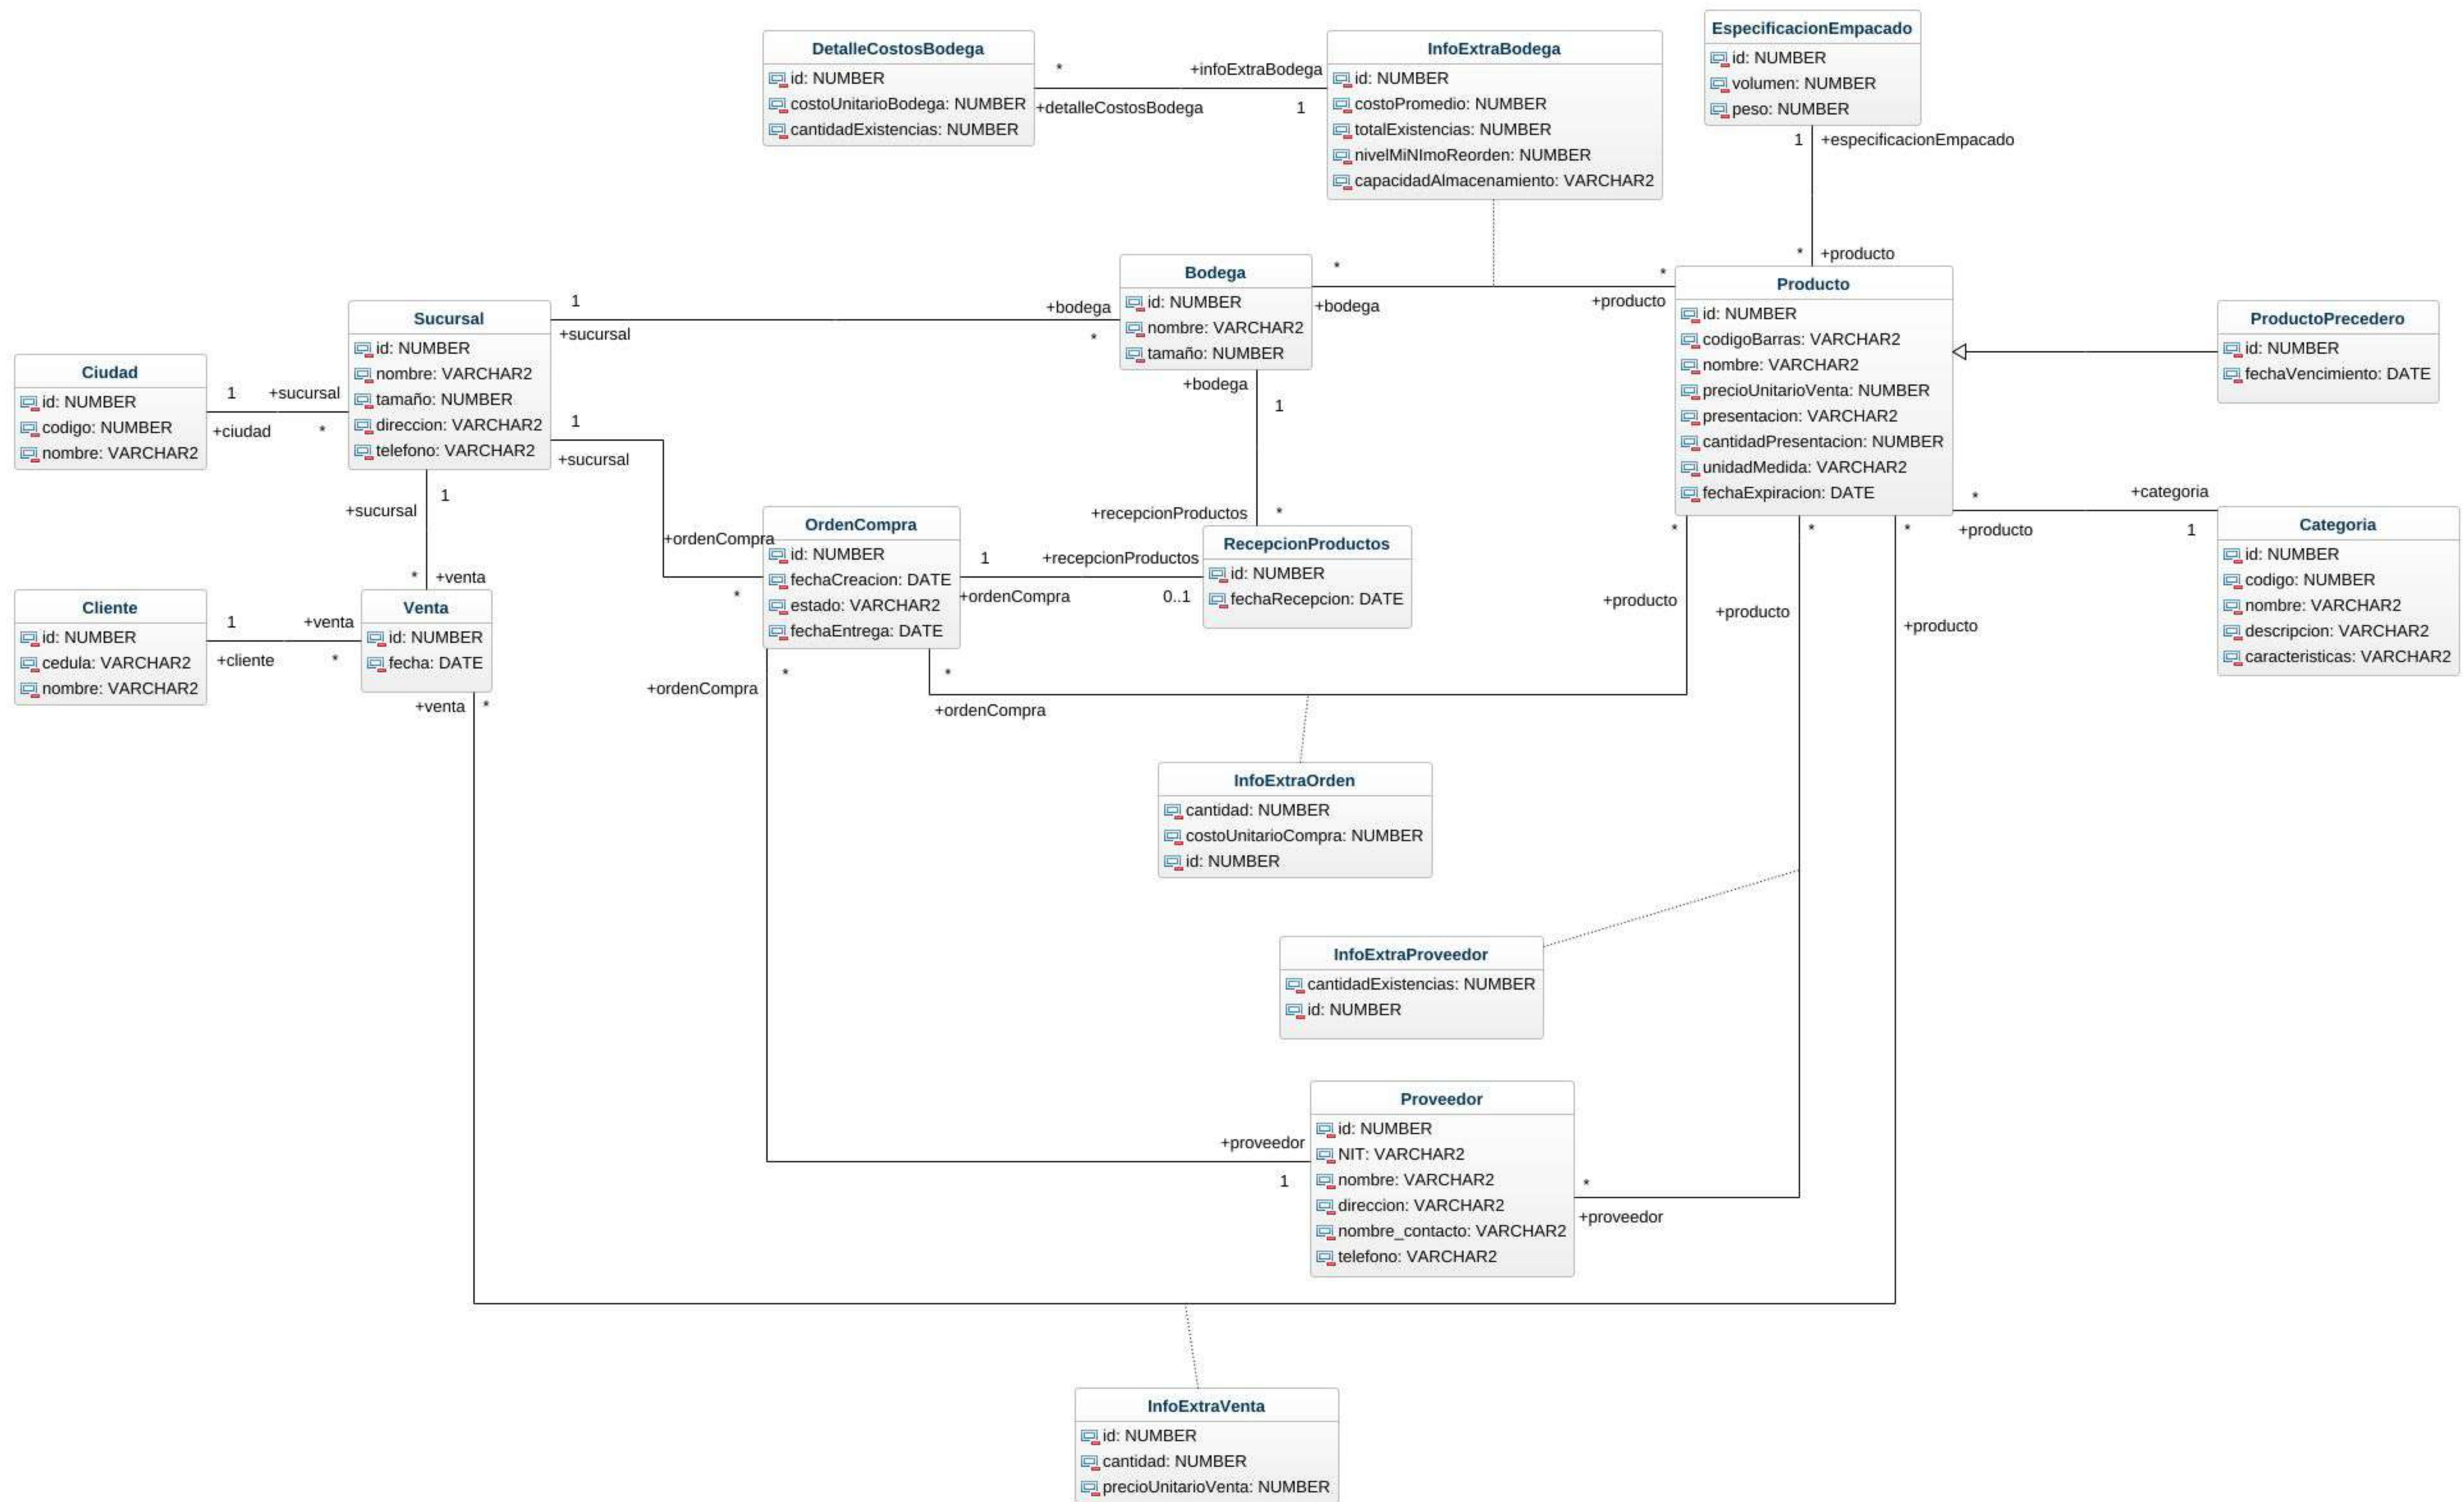 DetalleCostosBodega
id: NUMBER
costoUnitarioBodega: NUMBER
cantidadExistencias: NUMBER
*
+detalleCostosBodega
+infoExtraBodega
1
InfoExtraBodega
id: NUMBER
costoPromedio: NUMBER
totalExistencias: NUMBER
nivelMiNImoReorden: NUMBER
capacidadAlmacenamiento: VARCHAR2
EspecificacionEmpacado
id: NUMBER
volumen: NUMBER
peso: NUMBER
1
+especificacionEmpacado
*
+producto
Bodega
id: NUMBER
nombre: VARCHAR2
tamaño: NUMBER
*
+bodega
*
+producto
Producto
id: NUMBER
codigoBarras: VARCHAR2
nombre: VARCHAR2
precioUnitarioVenta: NUMBER
presentacion: VARCHAR2
cantidadPresentacion: NUMBER
unidadMedida: VARCHAR2
fechaExpiracion: DATE
ProductoPrecedero
id: NUMBER
fechaVencimiento: DATE
Sucursal
id: NUMBER
nombre: VARCHAR2
tamaño: NUMBER
direccion: VARCHAR2
telefono: VARCHAR2
1
+sucursal
+bodega
*
Ciudad
id: NUMBER
codigo: NUMBER
nombre: VARCHAR2
1
+ciudad
+sucursal
*
1
+sucursal
+ordenCompra
*
+sucursal
1
*
+venta
+bodega
1
+recepcionProductos
*
OrdenCompra
id: NUMBER
fechaCreacion: DATE
estado: VARCHAR2
fechaEntrega: DATE
1
+ordenCompra
+recepcionProductos
0..1
RecepcionProductos
id: NUMBER
fechaRecepcion: DATE
*
+producto
*
+producto
*
+producto
*
+producto
+categoria
1
Categoria
id: NUMBER
codigo: NUMBER
nombre: VARCHAR2
descripcion: VARCHAR2
caracteristicas: VARCHAR2
Cliente
id: NUMBER
cedula: VARCHAR2
nombre: VARCHAR2
1
+cliente
+venta
*
Venta
id: NUMBER
fecha: DATE
+venta
*
+ordenCompra
*
*
+ordenCompra
InfoExtraOrden
cantidad: NUMBER
costoUnitarioCompra: NUMBER
id: NUMBER
InfoExtraProveedor
cantidadExistencias: NUMBER
id: NUMBER
+proveedor
1
Proveedor
id: NUMBER
NIT: VARCHAR2
nombre: VARCHAR2
direccion: VARCHAR2
nombre_contacto: VARCHAR2
telefono: VARCHAR2
*
+proveedor
InfoExtraVenta
id: NUMBER
cantidad: NUMBER
precioUnitarioVenta: NUMBER